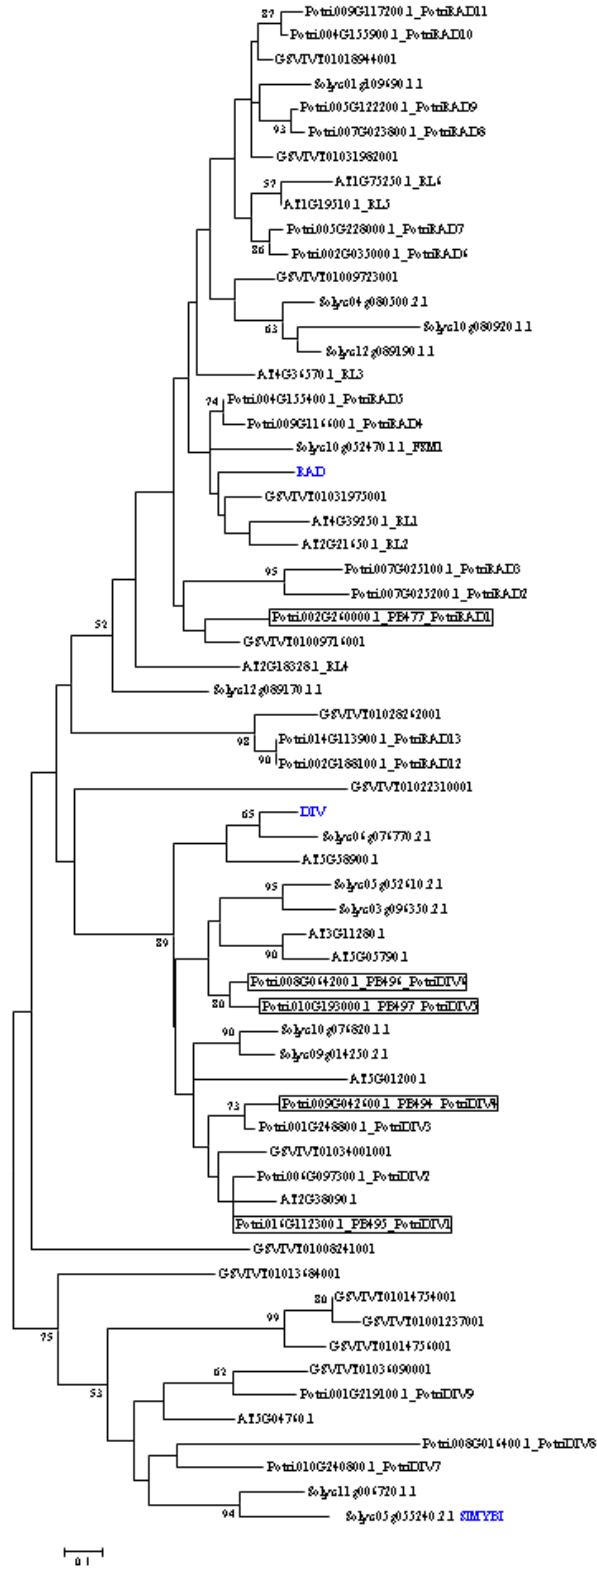 87
Potri.009G117200.1_PotriRAD11
Potri.004G155900.1_PotriRAD10
GSVIVT01018944001
Solyc01g109690.1.1
Potri.005G122200.1_PotriRAD9
93
Potri.007G023800.1_PotriRAD8
GSVIVT01031982001
57
AT1G75250.1_RL6
AT1G19510.1_RL5
Potri.005G228000.1_PotriRAD7
86
Potri.002G035000.1_PotriRAD6
GSVIVT01009723001
Solyc04g080500.2.1
63
Solyc10g080920.1.1
Solyc12g089190.1.1
AT4G36570.1_RL3
74
Potri.004G155400.1_PotriRAD5
Potri.009G116600.1_PotriRAD4
Solyc10g052470.1.1_FSM1
RAD
GSVIVT01031975001
AT4G39250.1_RL1
AT2G21650.1_RL2
95
Potri.007G025100.1_PotriRAD3
Potri.007G025200.1_PotriRAD2
52
Potri.002G260000.1_PB477_PotriRAD1
GSVIVT01009716001
AT2G18328.1_RL4
Solyc12g089170.1.1
GSVIVT01028262001
98
Potri.014G113900.1_PotriRAD13
90
Potri.002G188100.1_PotriRAD12
GSVIVT01022310001
65
DIV
Solyc06g076770.2.1
AT5G58900.1
95
Solyc05g052610.2.1
Solyc03g096350.2.1
89
AT3G11280.1
90
AT5G05790.1
Potri.008G064200.1_PB496_PotriDIV6
80
Potri.010G193000.1_PB497_PotriDIV5
90
Solyc10g076820.1.1
Solyc09g014250.2.1
AT5G01200.1
73
Potri.009G042600.1_PB494_PotriDIV4
Potri.001G248800.1_PotriDIV3
GSVIVT01034001001
Potri.006G097300.1_PotriDIV2
AT2G38090.1
Potri.016G112300.1_PB495_PotriDIV1
GSVIVT01008241001
GSVIVT01013684001
80
GSVIVT01014754001
99
GSVIVT01001237001
75
GSVIVT01014756001
62
GSVIVT01036090001
53
Potri.001G219100.1_PotriDIV9
AT5G04760.1
Potri.008G016400.1_PotriDIV8
Potri.010G240800.1_PotriDIV7
Solyc11g006720.1.1
94
Solyc05g055240.2.1 SlMYBI
0.1